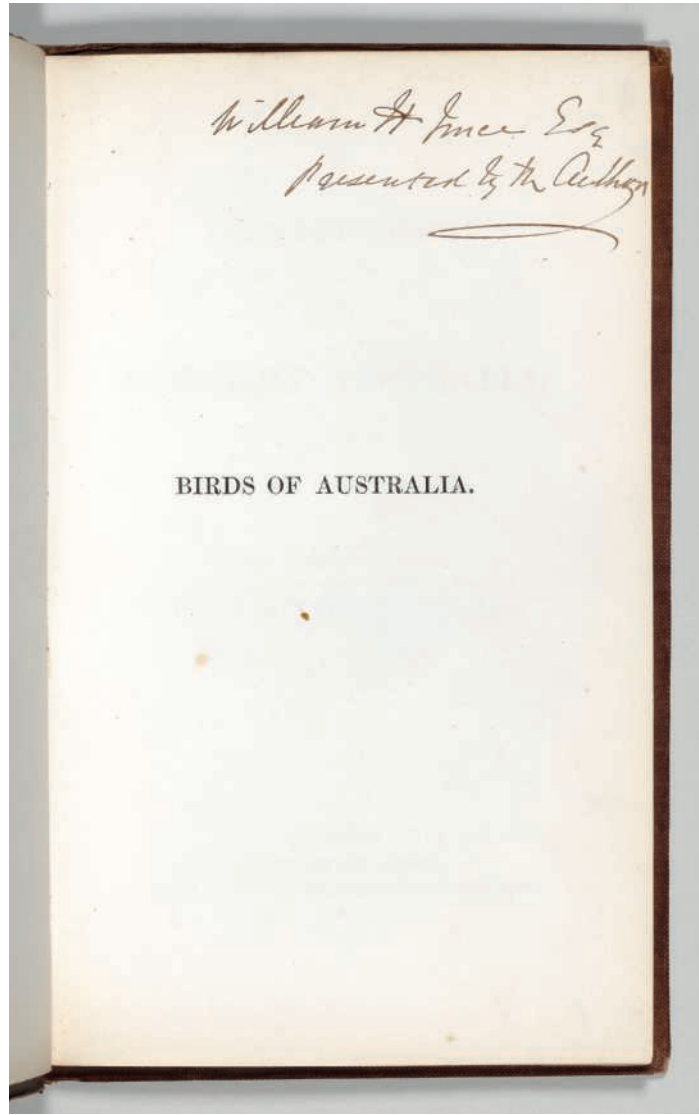 William H Ince Esq
Presented by the Author
BIRDS OF AUSTRALIA.